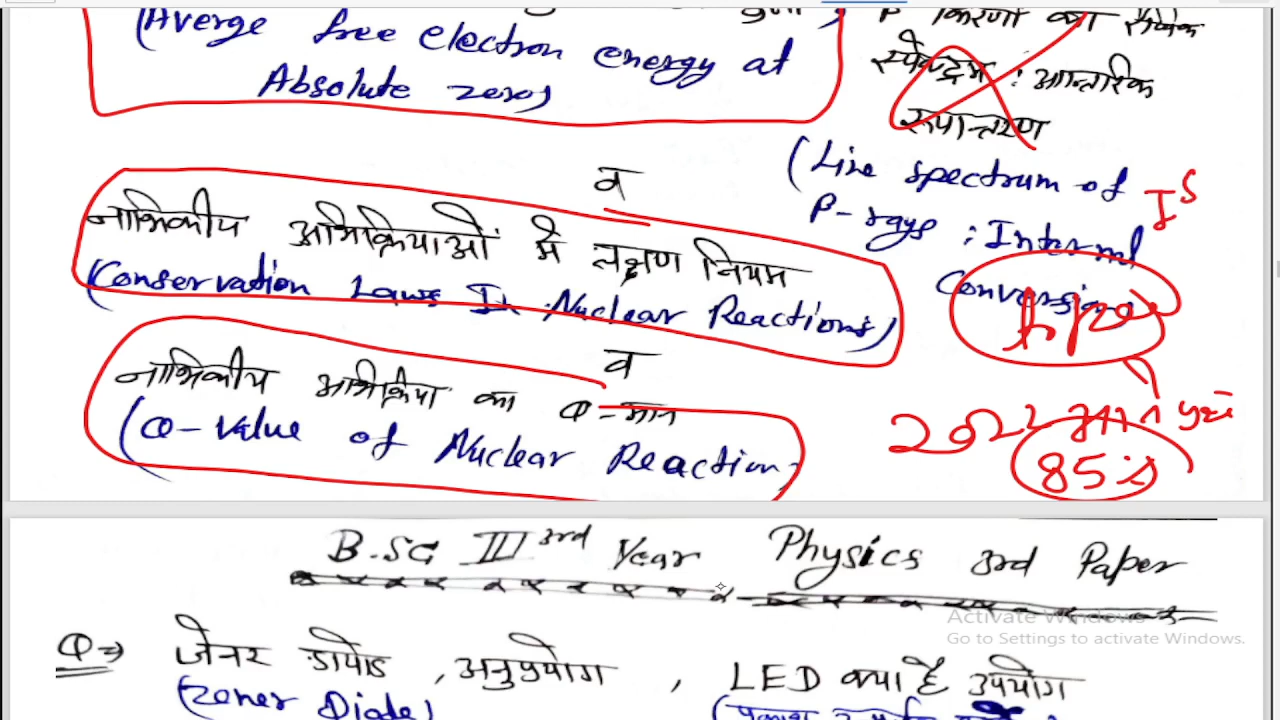 (Averge free electron energy at
Absolute zero)
β किरणों का रैखिक
स्पेक्ट्रम : आन्तरिक
रूपान्तरण
(Line spectrum of
β-rays : Internal
Conversion
व
नाभिकीय अभिक्रियाओं में लक्षण नियम
(Conservation Laws In Nuclear Reactions)
व
नाभिकीय अभिक्रिया का Q-मान
(Q-value of Nuclear Reaction)
2022
85%
B.SC III 3rd Year Physics 3rd Paper
Activate Windows
Go to Settings to activate Windows.
Q⇒ जेनर डायोड , अनुप्रयोग , LED क्या है उपयोग
(Zener Diode)